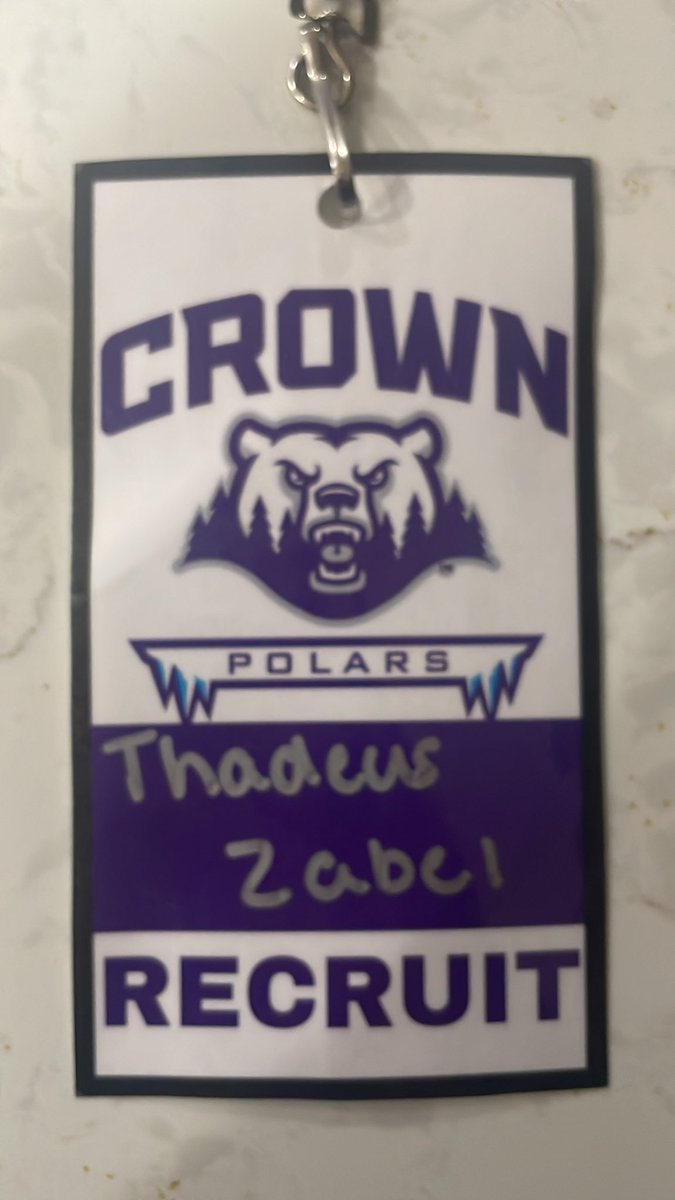 CROWN
POLARS
Thadeus
Zabel
RECRUIT